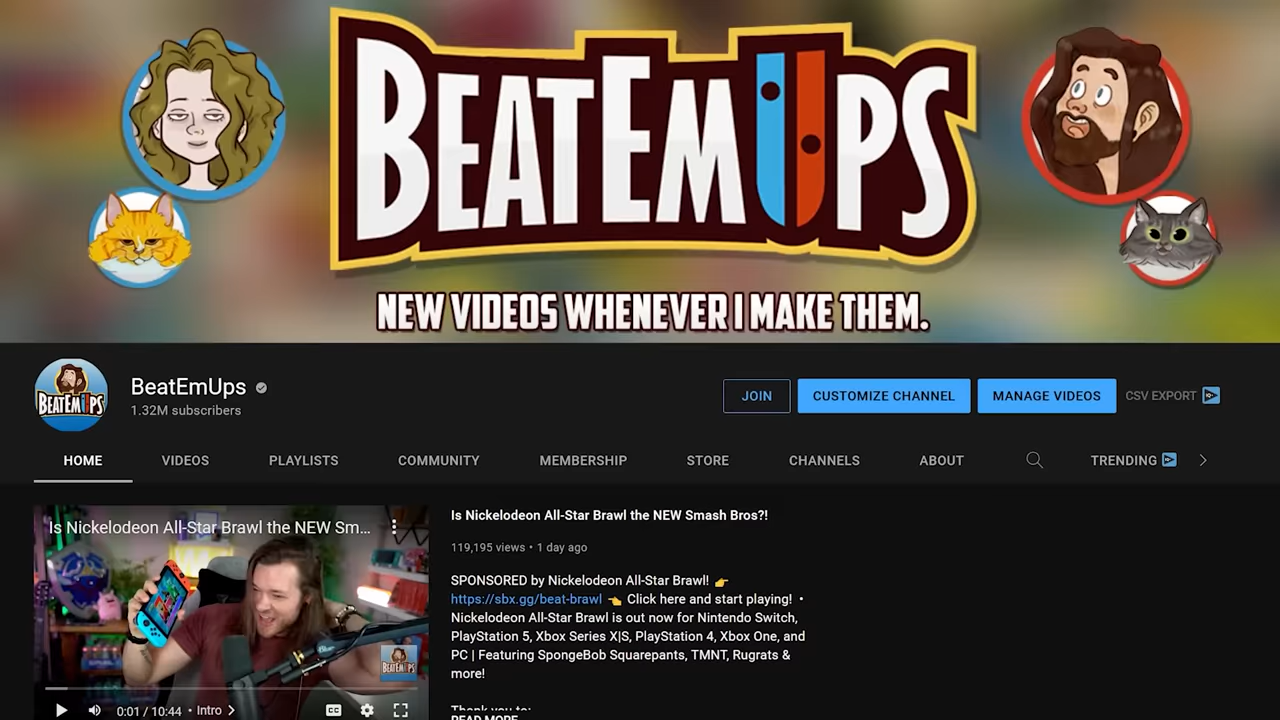 BEATEMUPS
NEW VIDEOS WHENEVER I MAKE THEM.
BeatEmUps
1.32M subscribers
JOIN
CUSTOMIZE CHANNEL
MANAGE VIDEOS
CSV EXPORT
BEATEMUPS
HOME
VIDEOS
PLAYLISTS
COMMUNITY
MEMBERSHIP
STORE
CHANNELS
ABOUT
TRENDING
Is Nickelodeon All-Star Brawl the NEW Sm...
Is Nickelodeon All-Star Brawl the NEW Smash Bros?!
119,195 views • 1 day ago
SPONSORED by Nickelodeon All-Star Brawl! 👉
https://sbx.gg/beat-brawl 👈 Click here and start playing! •
Nickelodeon All-Star Brawl is out now for Nintendo Switch,
PlayStation 5, Xbox Series X|S, PlayStation 4, Xbox One, and
PC | Featuring SpongeBob Squarepants, TMNT, Rugrats &
more!
Thank you to:
READ MORE
Blue
BEATEMUPS
0:01 / 10:44 • Intro
CC